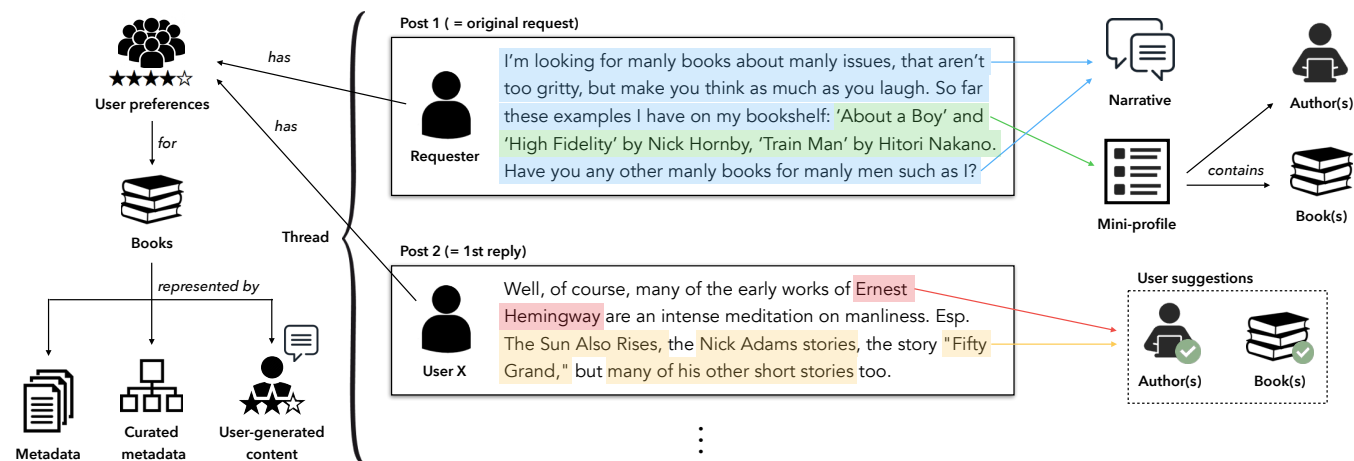 User preferences
for
Books
represented by
Metadata
Curated
metadata
User-generated
content
has
has
Thread
Post 1 ( = original request)
Requester
I'm looking for manly books about manly issues, that aren't
too gritty, but make you think as much as you laugh. So far
these examples I have on my bookshelf: 'About a Boy' and
'High Fidelity' by Nick Hornby, 'Train Man' by Hitori Nakano.
Have you any other manly books for manly men such as I?
Narrative
Mini-profile
contains
Author(s)
Book(s)
Post 2 (= 1st reply)
User X
Well, of course, many of the early works of Ernest
Hemingway are an intense meditation on manliness. Esp.
The Sun Also Rises, the Nick Adams stories, the story "Fifty
Grand," but many of his other short stories too.
User suggestions
Author(s)
Book(s)